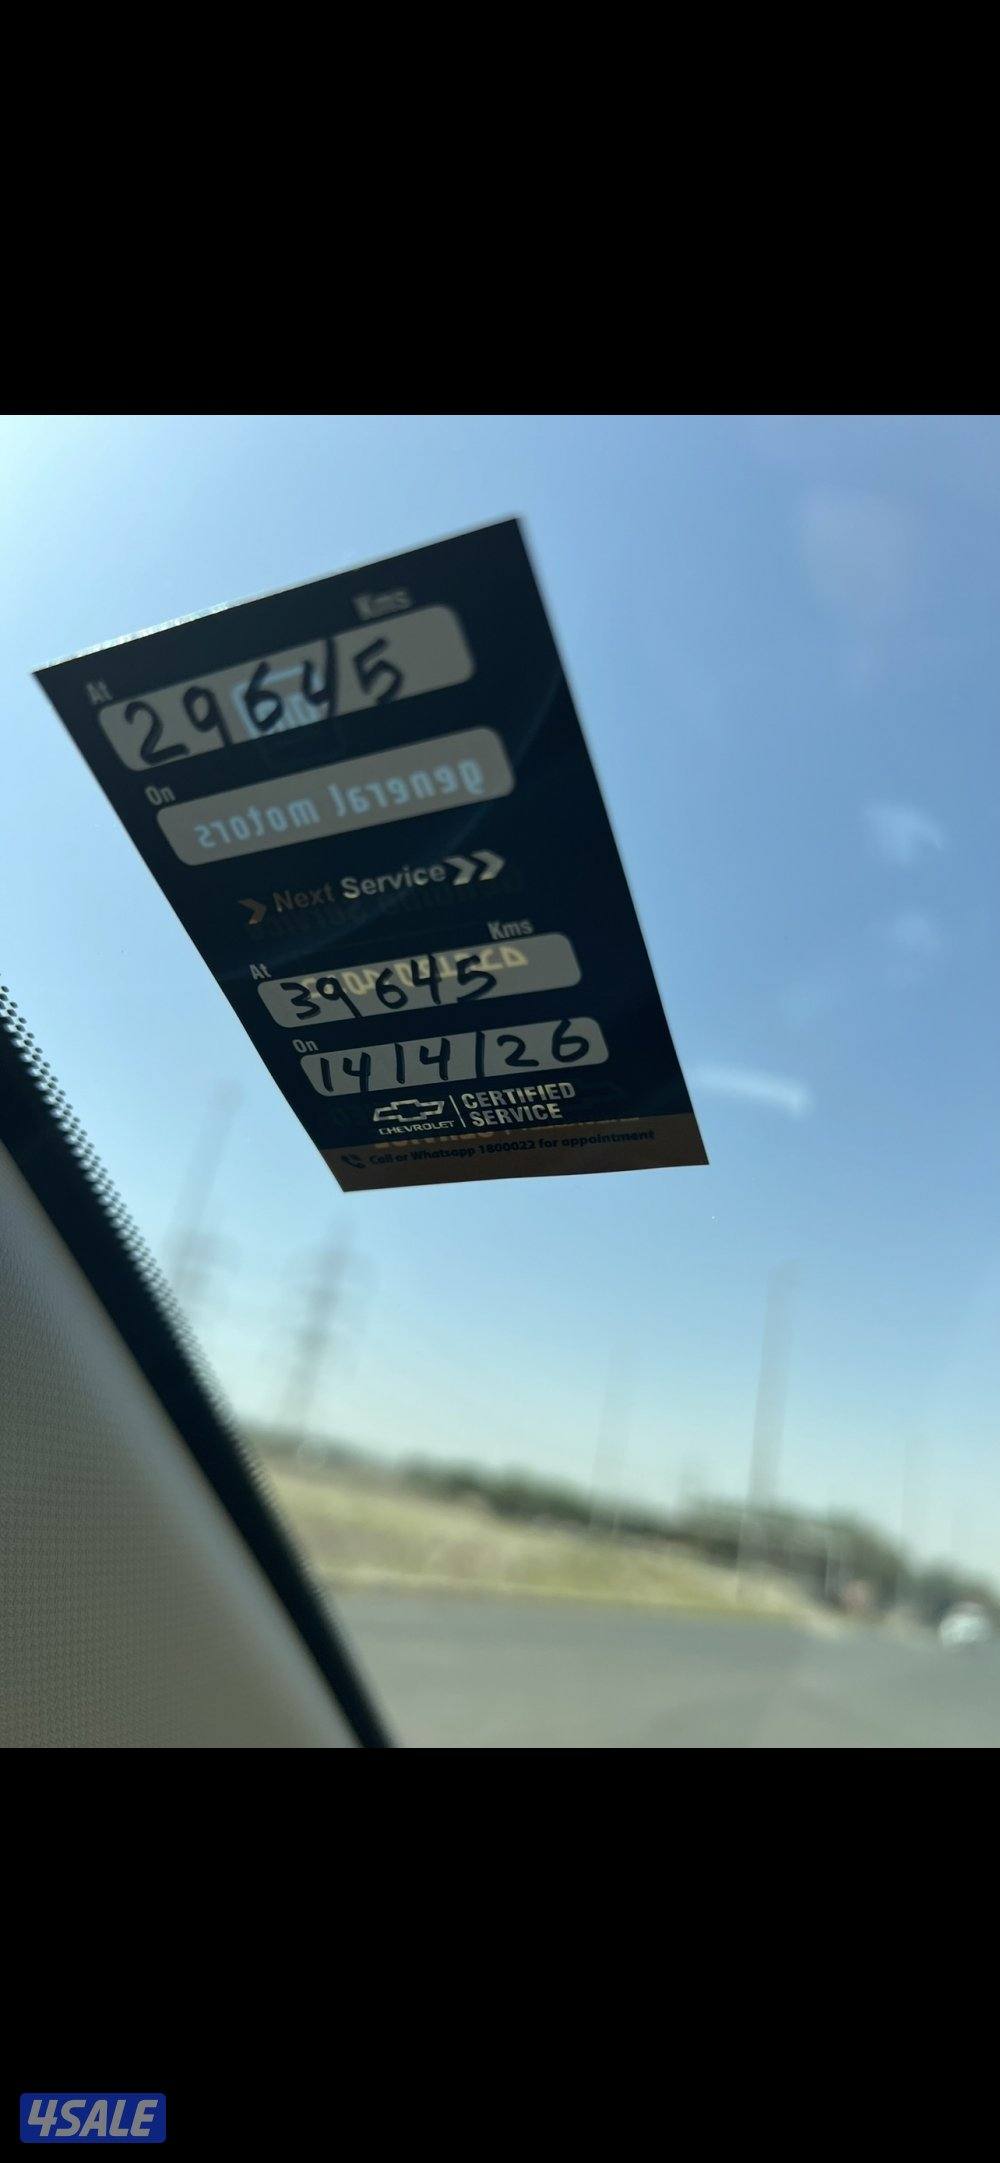 Kms
At
29645
On
general motors
Next Service
Kms
At
39645
On
14/4/26
CHEVROLET
CERTIFIED
SERVICE
Call or Whatsapp 1800022 for appointment
4SALE